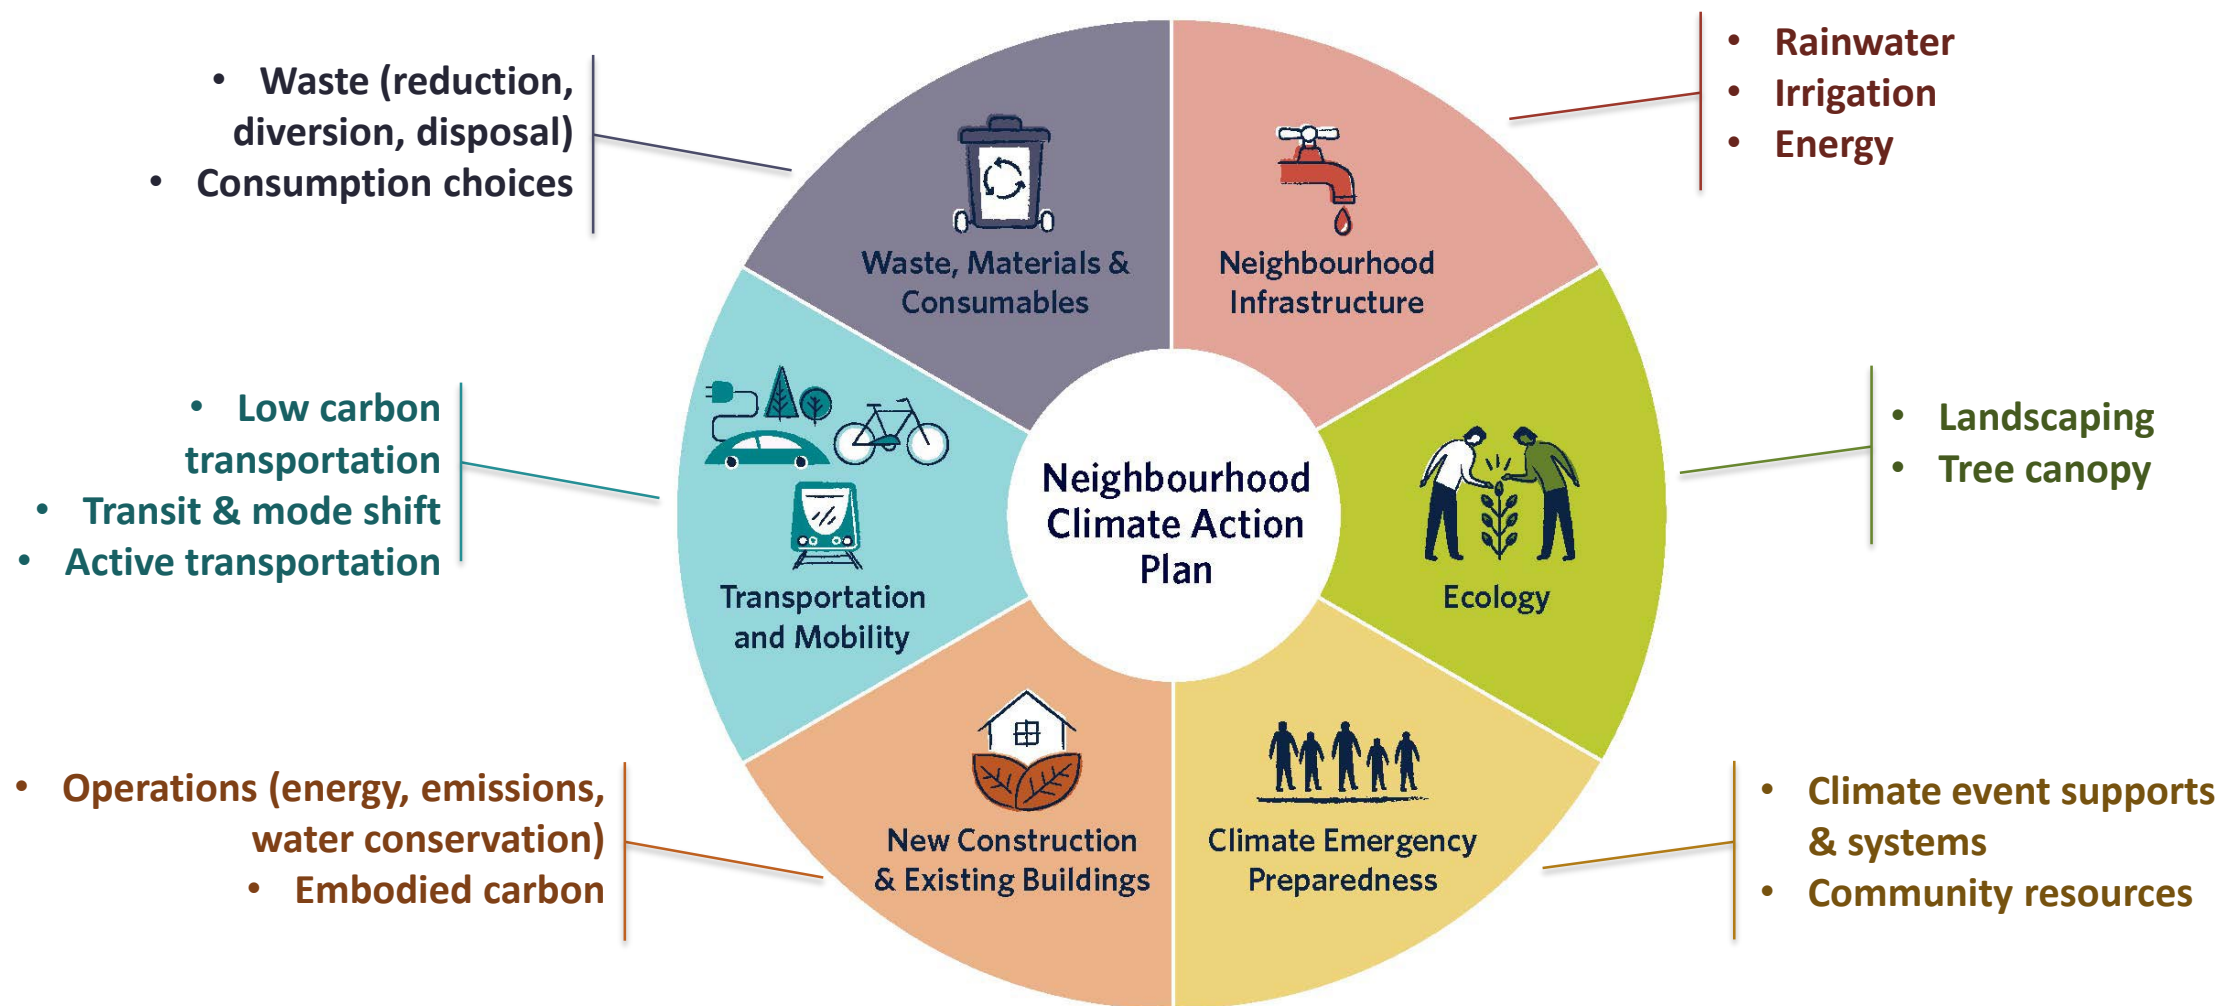 • Waste (reduction,
diversion, disposal)
• Consumption choices
Waste, Materials &
Consumables
Neighbourhood
Infrastructure
• Rainwater
• Irrigation
• Energy
• Low carbon
transportation
• Transit & mode shift
• Active transportation
Transportation
and Mobility
Neighbourhood
Climate Action
Plan
Ecology
• Landscaping
• Tree canopy
• Operations (energy, emissions,
water conservation)
• Embodied carbon
New Construction
& Existing Buildings
Climate Emergency
Preparedness
• Climate event supports
& systems
• Community resources